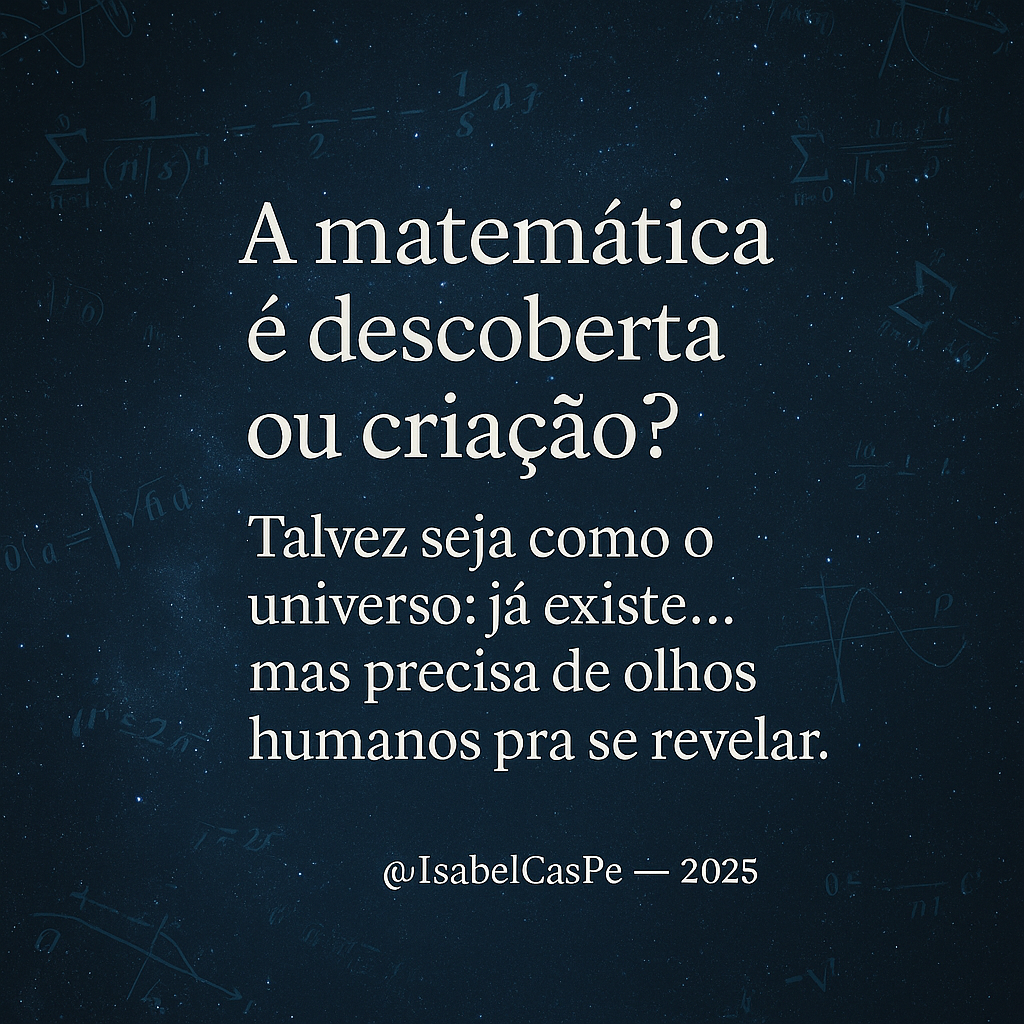 A matemática
é descoberta
ou criação?
Talvez seja como o
universo: já existe...
mas precisa de olhos
humanos pra se revelar.
@IsabelCasPe — 2025